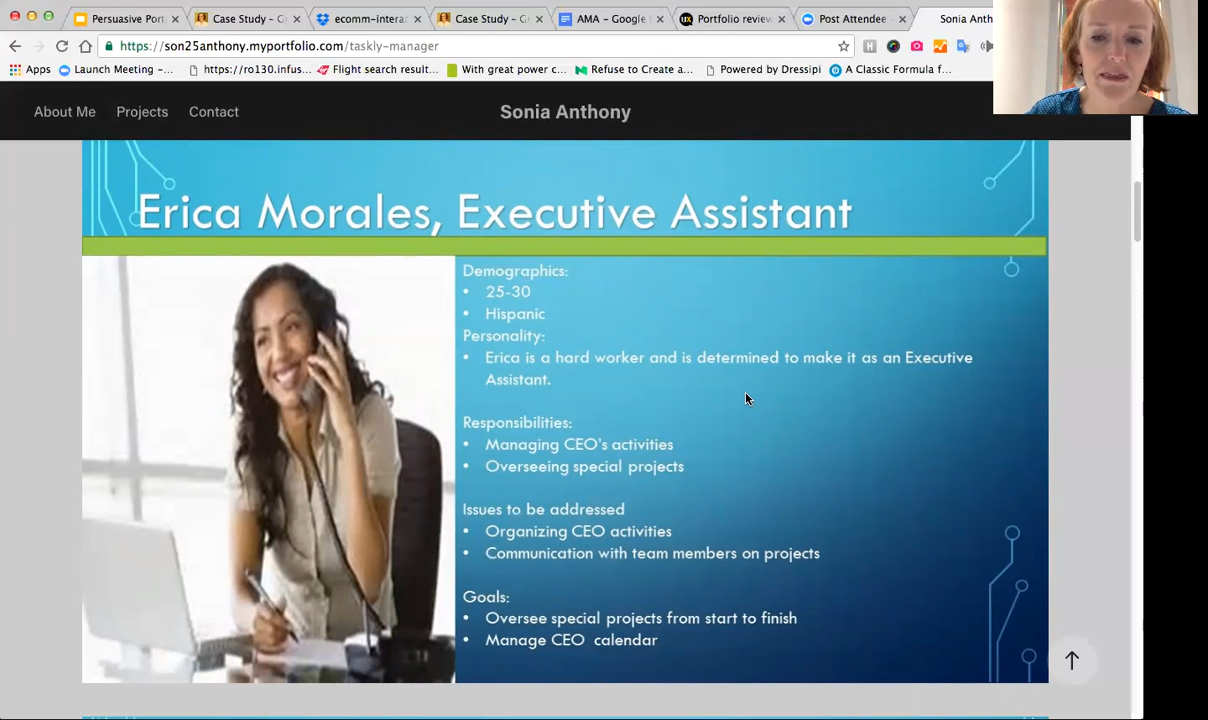 Persuasive Port
Case Study - Gr
ecomm-intera
Case Study - Gr
AMA - Google
Portfolio review
Post Attendee -
Sonia Anth
https://son25anthony.myportfolio.com/taskly-manager
Apps
Launch Meeting -...
https://ro130.infus...
Flight search result...
With great power c...
Refuse to Create a...
Powered by Dressipi
A Classic Formula f...
About Me
Projects
Contact
Sonia Anthony
Erica Morales, Executive Assistant
Demographics:
• 25-30
• Hispanic
Personality:
• Erica is a hard worker and is determined to make it as an Executive
Assistant.
Responsibilities:
• Managing CEO's activities
• Overseeing special projects
Issues to be addressed
• Organizing CEO activities
• Communication with team members on projects
Goals:
• Oversee special projects from start to finish
• Manage CEO calendar